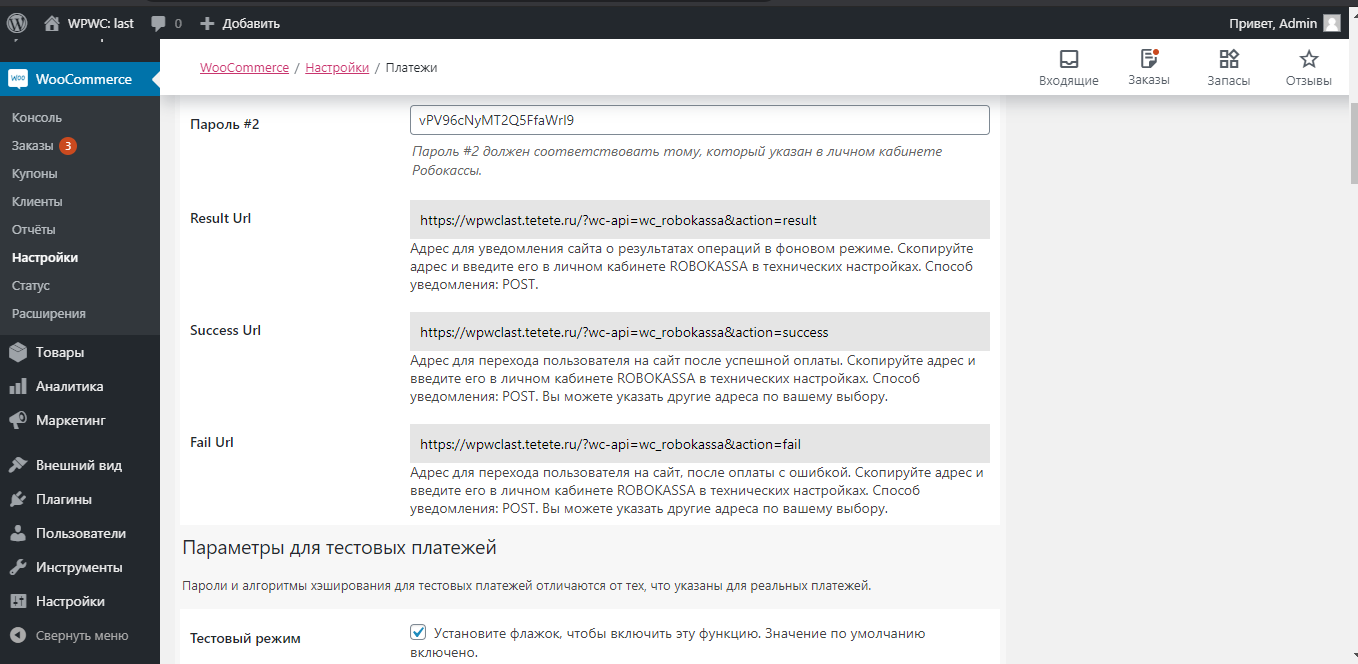 WPWC: last
0
Добавить
Привет, Admin
WooCommerce
Консоль
Заказы 3
Купоны
Клиенты
Отчёты
Настройки
Статус
Расширения
Товары
Аналитика
Маркетинг
Внешний вид
Плагины
Пользователи
Инструменты
Настройки
Свернуть меню
WooCommerce / Настройки / Платежи
Входящие
Заказы
Запасы
Отзывы
Пароль #2
vPV96cNyMT2Q5FfaWrI9
Пароль #2 должен соответствовать тому, который указан в личном кабинете
Робокассы.
Result Url
https://wpwclast.tetete.ru/?wc-api=wc_robokassa&action=result
Адрес для уведомления сайта о результатах операций в фоновом режиме. Скопируйте
адрес и введите его в личном кабинете ROBOKASSA в технических настройках. Способ
уведомления: POST.
Success Url
https://wpwclast.tetete.ru/?wc-api=wc_robokassa&action=success
Адрес для перехода пользователя на сайт после успешной оплаты. Скопируйте адрес и
введите его в личном кабинете ROBOKASSA в технических настройках. Способ
уведомления: POST. Вы можете указать другие адреса по вашему выбору.
Fail Url
https://wpwclast.tetete.ru/?wc-api=wc_robokassa&action=fail
Адрес для перехода пользователя на сайт, после оплаты с ошибкой. Скопируйте адрес и
введите его в личном кабинете ROBOKASSA в технических настройках. Способ
уведомления: POST. Вы можете указать другие адреса по вашему выбору.
Параметры для тестовых платежей
Пароли и алгоритмы хэширования для тестовых платежей отличаются от тех, что указаны для реальных платежей.
Тестовый режим
Установите флажок, чтобы включить эту функцию. Значение по умолчанию
включено.